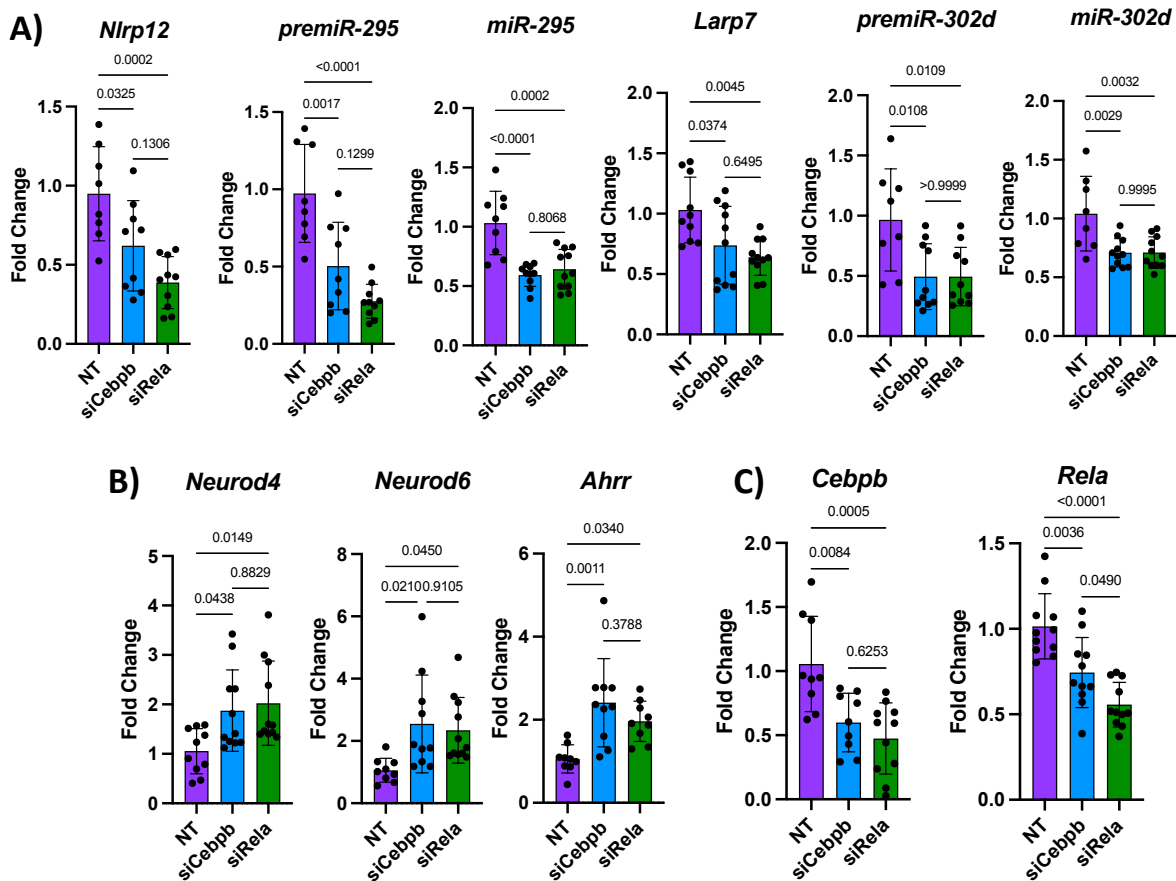 A)
Nlrp12
0.0002
0.0325
0.1306
Fold Change
1.5
1.0
0.5
0.0
NT
siCebpb
siRela
premiR-295
<0.0001
0.0017
0.1299
Fold Change
1.5
1.0
0.5
0.0
NT
siCebpb
siRela
miR-295
0.0002
<0.0001
0.8068
Fold Change
2.0
1.5
1.0
0.5
0.0
NT
siCebpb
siRela
Larp7
0.0045
0.0374
0.6495
Fold Change
2.0
1.5
1.0
0.5
0.0
NT
siCebpb
siRela
premiR-302d
0.0109
0.0108
>0.9999
Fold Change
2.0
1.5
1.0
0.5
0.0
NT
siCebpb
siRela
miR-302d
0.0032
0.0029
0.9995
Fold Change
2.0
1.5
1.0
0.5
0.0
NT
siCebpb
siRela
B)
Neurod4
0.0149
0.8829
0.0438
Fold Change
5
4
3
2
1
0
NT
siCebpb
siRela
Neurod6
0.0450
0.0210
0.9105
Fold Change
8
6
4
2
0
NT
siCebpb
siRela
Ahrr
0.0340
0.0011
0.3788
Fold Change
6
4
2
0
NT
siCebpb
siRela
C)
Cebpb
0.0005
0.0084
0.6253
Fold Change
2.0
1.5
1.0
0.5
0.0
NT
siCebpb
siRela
Rela
<0.0001
0.0036
0.0490
Fold Change
1.5
1.0
0.5
0.0
NT
siCebpb
siRela